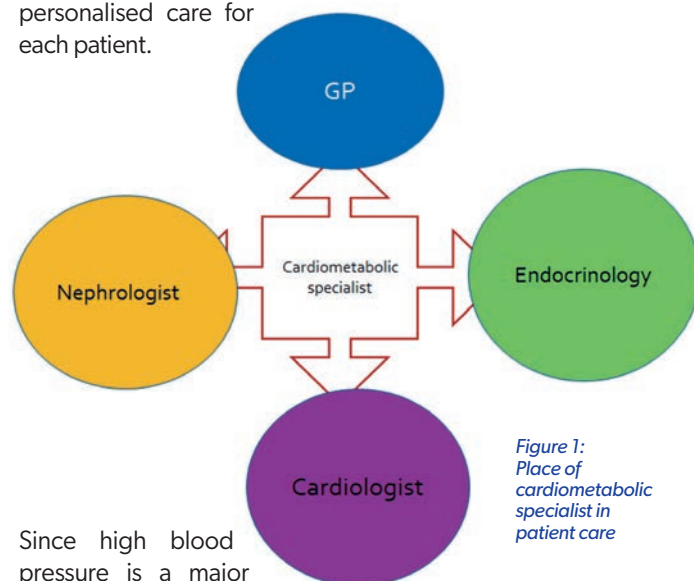 personalised care for
each patient.
GP
Nephrologist
Cardiometabolic
specialist
Endocrinology
Cardiologist
Figure 1:
Place of
cardiometabolic
specialist in
patient care
Since high blood
pressure is a major